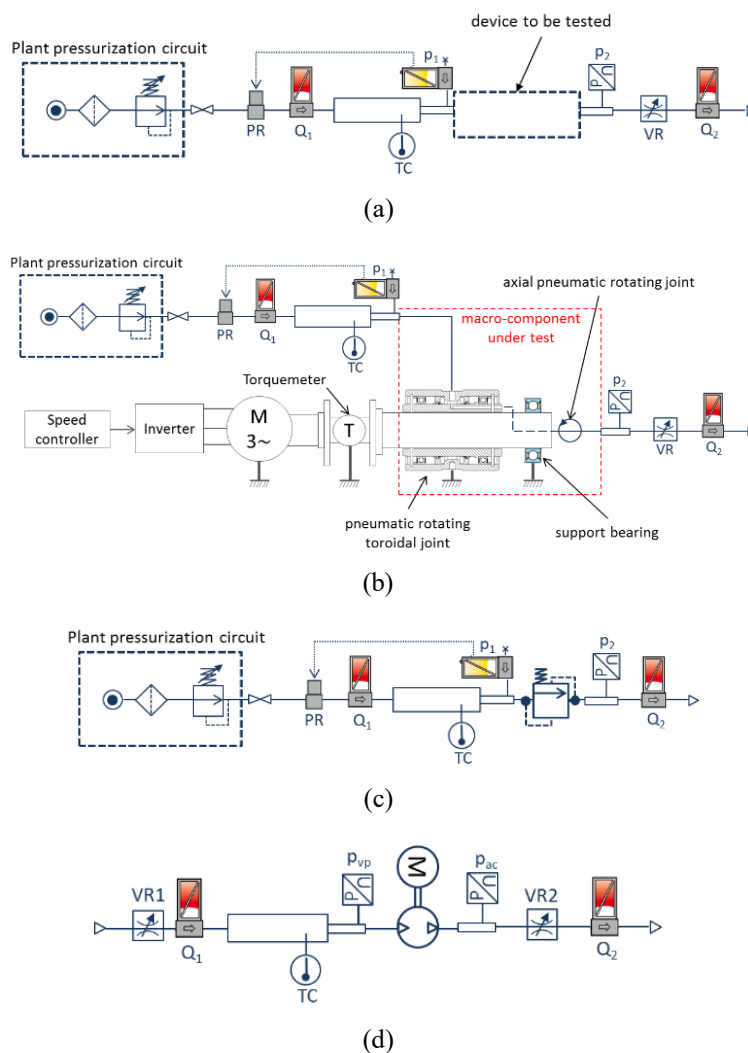 device to be tested
Plant pressurization circuit
p1
p2
P
n
PR
Q1
TC
VR
Q2
(a)
Plant pressurization circuit
axial pneumatic rotating joint
p1
macro-component
under test
PR
Q1
TC
p2
P
n
Torquemeter
Speed
controller
Inverter
M
3~
T
VR
Q2
pneumatic rotating
toroidal joint
support bearing
(b)
Plant pressurization circuit
p1
p2
P
n
PR
Q1
TC
Q2
(c)
M
pvp
pac
P
n
P
n
VR1
VR2
Q1
Q2
TC
(d)